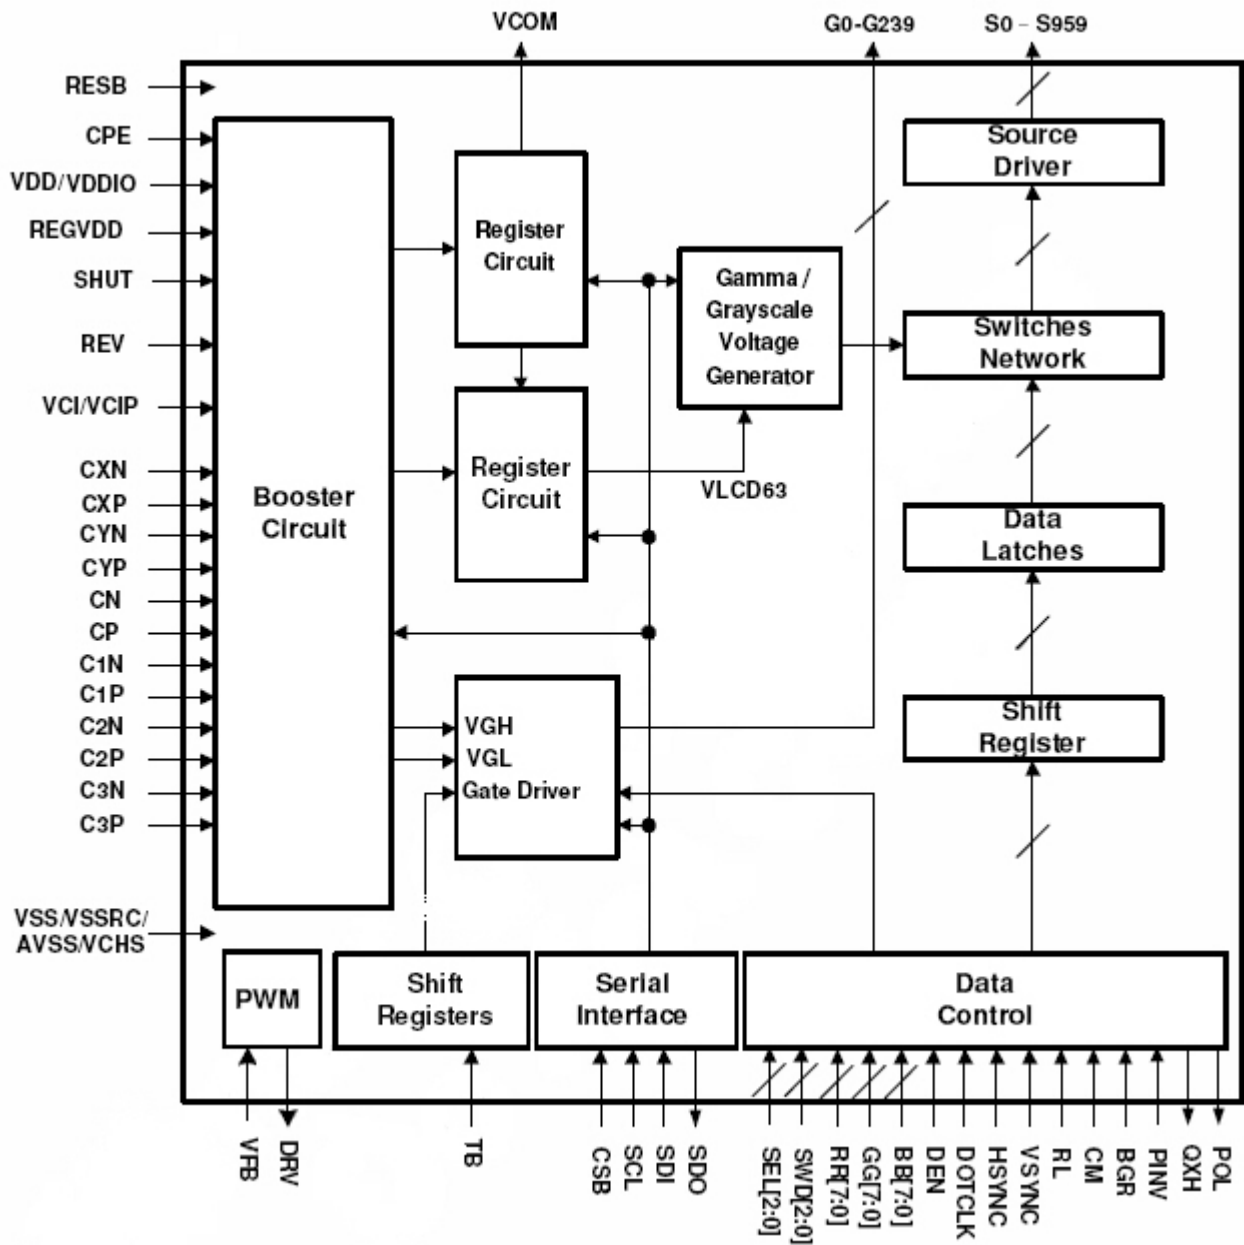 VCOM
G0-G239
S0 - S959
RESB
CPE
VDD/VDDIO
REGVDD
SHUT
REV
VCI/VCIP
CXN
CXP
CYN
CYP
CN
CP
C1N
C1P
C2N
C2P
C3N
C3P
VSS/VSSRC/
AVSS/VCHS
Booster
Circuit
Register
Circuit
Register
Circuit
Gamma /
Grayscale
Voltage
Generator
VLCD63
VGH
VGL
Gate Driver
Source
Driver
Switches
Network
Data
Latches
Shift
Register
PWM
Shift
Registers
Serial
Interface
Data
Control
VFB
DRV
TB
CSB
SCL
SDI
SDO
SEL[2:0]
SWD[2:0]
RR[7:0]
GG[7:0]
BB[7:0]
DEN
DOTCLK
HSYNC
VSYNC
RL
CM
BGR
PINV
QXH
POL